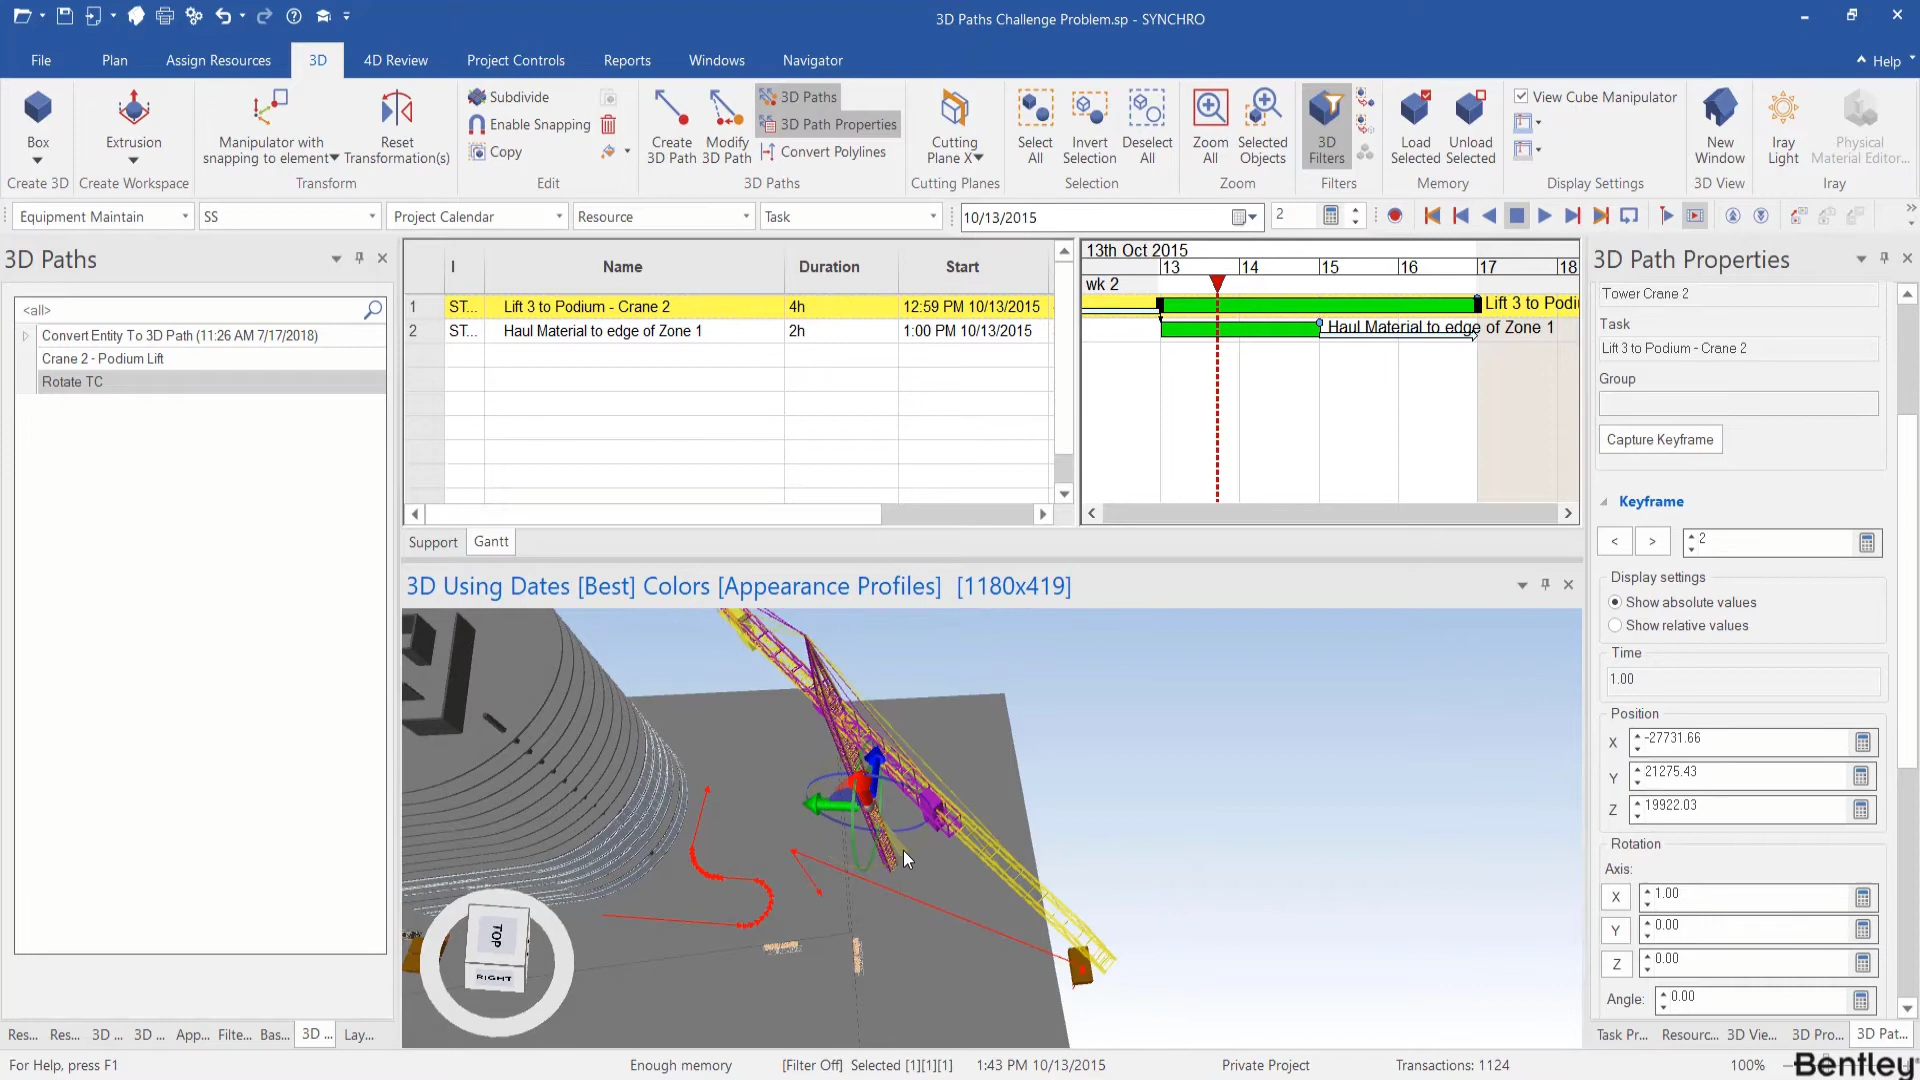 3D Paths Challenge Problem.sp - SYNCHRO
File Plan Assign Resources 3D 4D Review Project Controls Reports Windows Navigator Help
Box
Create 3D
Extrusion
Create Workspace
Manipulator with
snapping to element
Reset
Transformation(s)
Transform
Subdivide
Enable Snapping
Copy
Edit
Create
3D Path
Modify
3D Path
3D Paths
3D Path Properties
Convert Polylines
3D Paths
Cutting
Plane X
Cutting Planes
Select
All
Invert
Selection
Deselect
All
Selection
Zoom
All
Selected
Objects
Zoom
3D
Filters
Filters
Load
Selected
Unload
Selected
Memory
View Cube Manipulator
Display Settings
New
Window
3D View
Iray
Light
Physical
Material Editor...
Iray
Equipment Maintain SS Project Calendar Resource Task 10/13/2015 2
3D Paths
<all>
Convert Entity To 3D Path (11:26 AM 7/17/2018)
Crane 2 - Podium Lift
Rotate TC
I Name Duration Start
1 ST... Lift 3 to Podium - Crane 2 4h 12:59 PM 10/13/2015
2 ST... Haul Material to edge of Zone 1 2h 1:00 PM 10/13/2015
13th Oct 2015
13 14 15 16 17 18
wk 2
Lift 3 to Podi
Haul Material to edge of Zone 1
Support Gantt
3D Using Dates [Best] Colors [Appearance Profiles] [1180x419]
TOP
RIGHT
3D Path Properties
Tower Crane 2
Task
Lift 3 to Podium - Crane 2
Group
Capture Keyframe
Keyframe
< > 2
Display settings
Show absolute values
Show relative values
Time
1.00
Position
X -27731.66
Y 21275.43
Z 19922.03
Rotation
Axis:
X 1.00
Y 0.00
Z 0.00
Angle: 0.00
Res... Res... 3D ... 3D ... App... Filte... Bas... 3D ... Lay...
Task Pr... Resourc... 3D Vie... 3D Pro... 3D Pat...
For Help, press F1 Enough memory [Filter Off] Selected [1][1][1] 1:43 PM 10/13/2015 Private Project Transactions: 1124 100%
Bentley